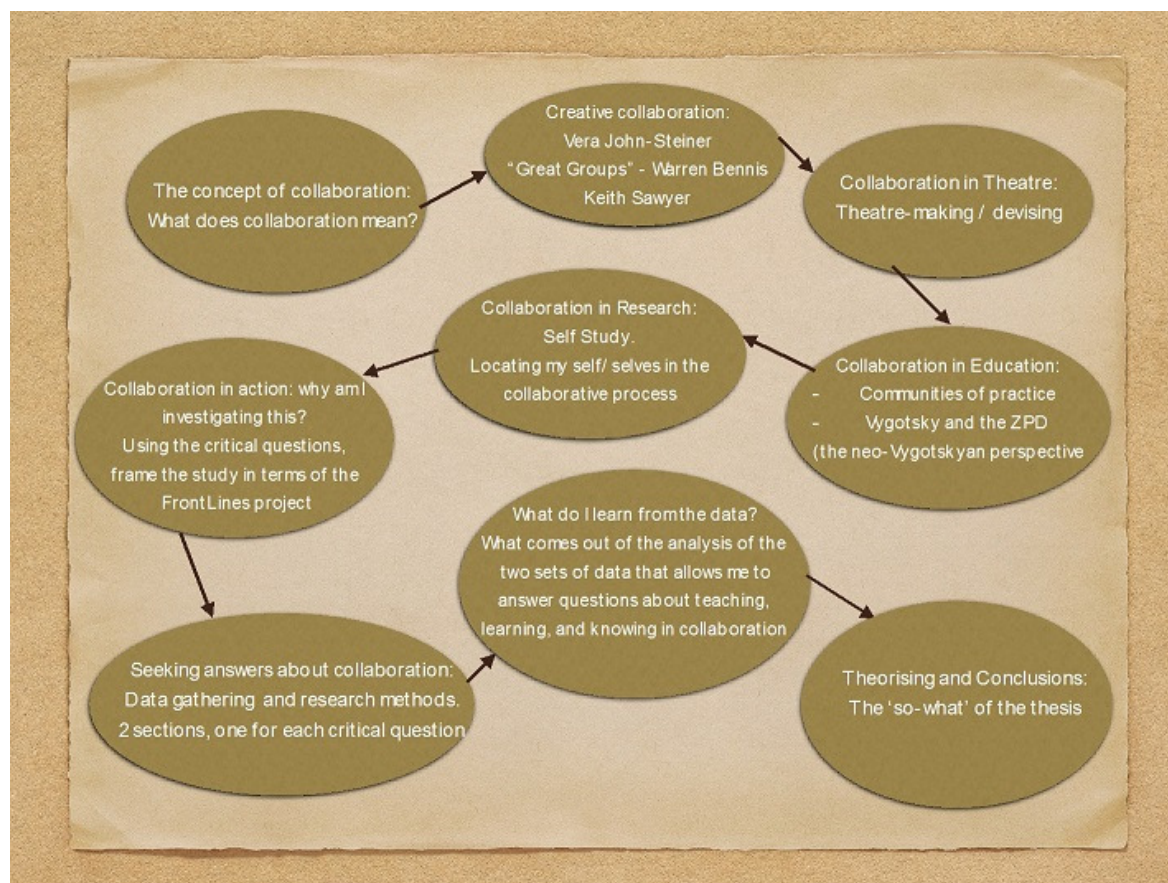 The concept of collaboration:
What does collaboration mean?
Creative collaboration:
Vera John-Steiner
“Great Groups” - Warren Bennis
Keith Sawyer
Collaboration in Theatre:
Theatre-making / devising
Collaboration in Education:
- Communities of practice
- Vygotsky and the ZPD
(the neo-Vygotskyan perspective
Collaboration in Research:
Self Study.
Locating my self/ selves in the
collaborative process
Collaboration in action: why am I
investigating this?
Using the critical questions,
frame the study in terms of the
FrontLines project
Seeking answers about collaboration:
Data gathering and research methods.
2 sections, one for each critical question
What do I learn from the data?
What comes out of the analysis of the
two sets of data that allows me to
answer questions about teaching,
learning, and knowing in collaboration
Theorising and Conclusions:
The ‘so-what’ of the thesis